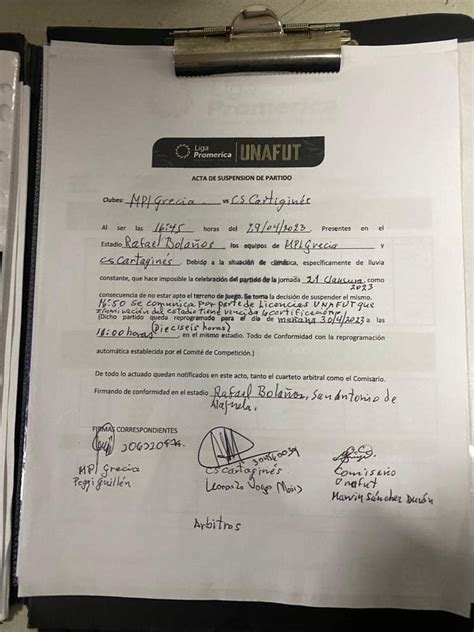 Liga Promerica UNAFUT
ACTA DE SUSPENSION DE PARTIDO
Clubes: MPL Grecia vs CS Cartaginés
Al ser las 16:45 horas del 29/04/2023 Presentes en el
Estadio Rafael Bolaños los equipos de MPL Grecia y
CS Cartaginés Debido a la situación de climática, específicamente de lluvia
constante, que hace imposible la celebración del partido de la jornada 21 Clausura, como
2023
consecuencia de no estar apto el terreno de juego. Se toma la decisión de suspender el mismo.
16:50 Se comunica por parte de Licencias UNAFUT que
iluminación del estadio tiene vencida certificación
(Dicho partido queda reprogramado para el día de mañana 30/4/2023 a las
(Dieciseis horas)
16:00 horas, en el mismo estadio. Todo de Conformidad con la reprogramación
automática establecida por el Comité de Competición.)
De todo lo actuado quedan notificados en este acto, tanto el cuarteto arbitral como el Comisario.
Firmando de conformidad en el estadio Rafael Bolaños, San Antonio de
Alajuela.
FIRMAS CORRESPONDIENTES
MPL Grecia CS Cartaginés Comisario
Peggi Guillén Leonardo Vargas Unafut
Marvin Sánchez Durán
Arbitros